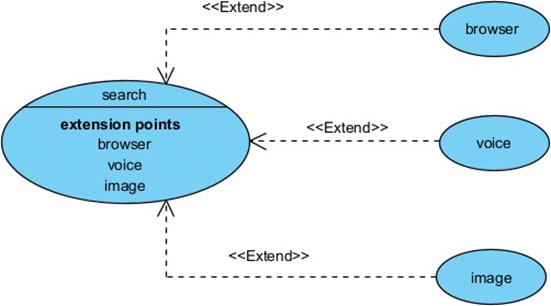 <<Extend>>
browser
search
extension points
browser
voice
image
<<Extend>>
voice
<<Extend>>
image